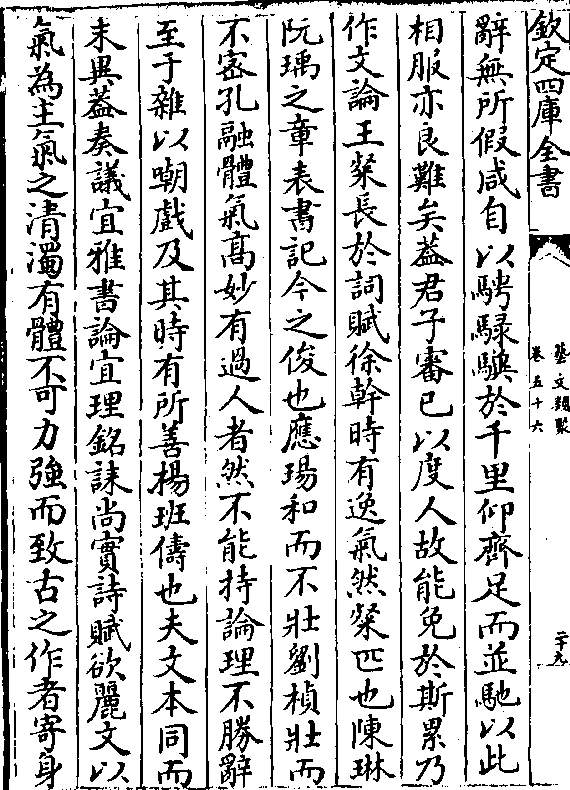 欽定四庫全書
藝文類聚
卷五十六
二十九
辭無所假咸自以騁騄驥於千里仰齊足而並馳以此
相服亦良難矣葢君子審已以度人故能免於斯累乃
作文論王粲長於詞賦徐幹時有逸氣然粲匹也陳琳
阮瑀之章表書記今之俊也應瑒和而不壯劉楨壯而
不宻孔融體氣髙妙有過人者然不能持論理不勝辭
至于雜以嘲戲及其時有所善楊班儔也夫文本同而
末異葢奏議宜雅書論宜理銘誄尚實詩賦欲麗文以
氣為主氣之清濁有體不可力強而致古之作者寄身